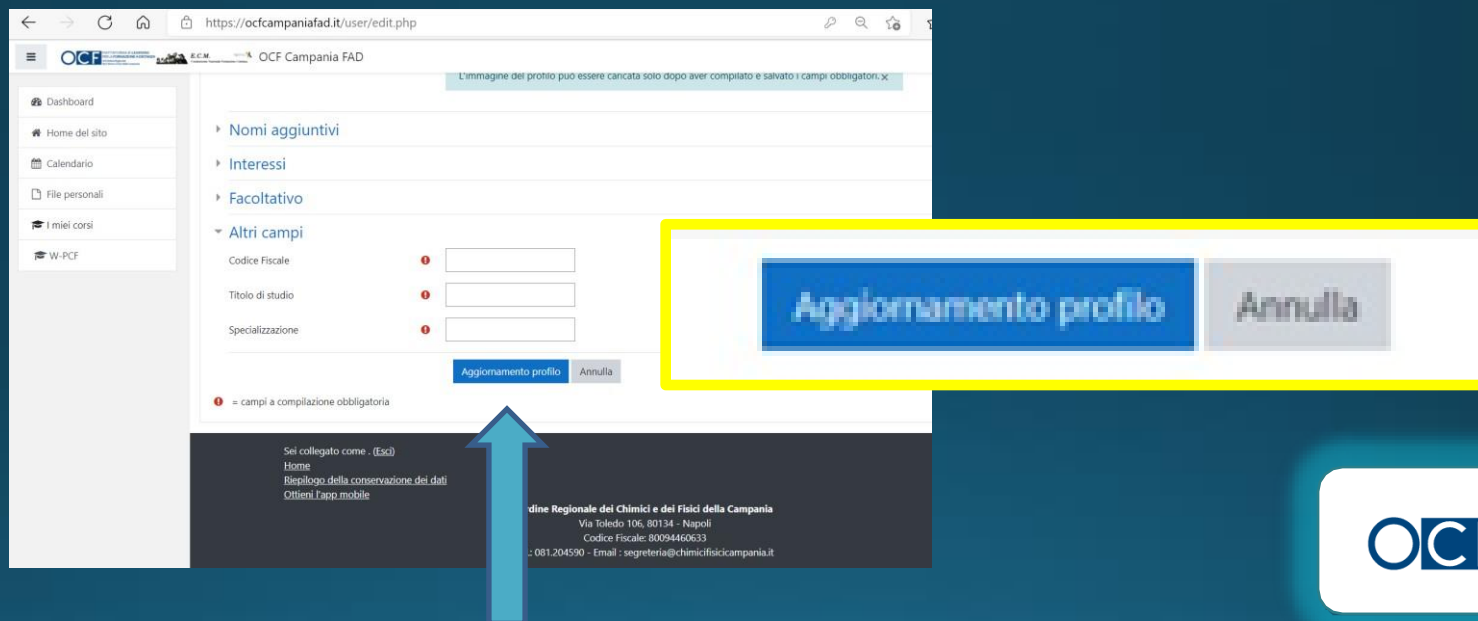 https://ocfcampaniafad.it/user/edit.php
OCF
E.C.M.
OCF Campania FAD
L'immagine del profilo può essere caricata solo dopo aver compilato e salvato i campi obbligatori. x
Dashboard
Home del sito
Calendario
File personali
I miei corsi
W-PCF
Nomi aggiuntivi
Interessi
Facoltativo
Altri campi
Codice Fiscale
Titolo di studio
Specializzazione
Aggiornamento profilo Annulla
= campi a compilazione obbligatoria
Aggiornamento profilo Annulla
Sei collegato come . (Esci)
Home
Riepilogo della conservazione dei dati
Ottieni l'app mobile
dine Regionale dei Chimici e dei Fisici della Campania
Via Toledo 106, 80134 - Napoli
Codice Fiscale: 80094460633
.: 081.204590 - Email : segreteria@chimicifisicicampania.it
OC